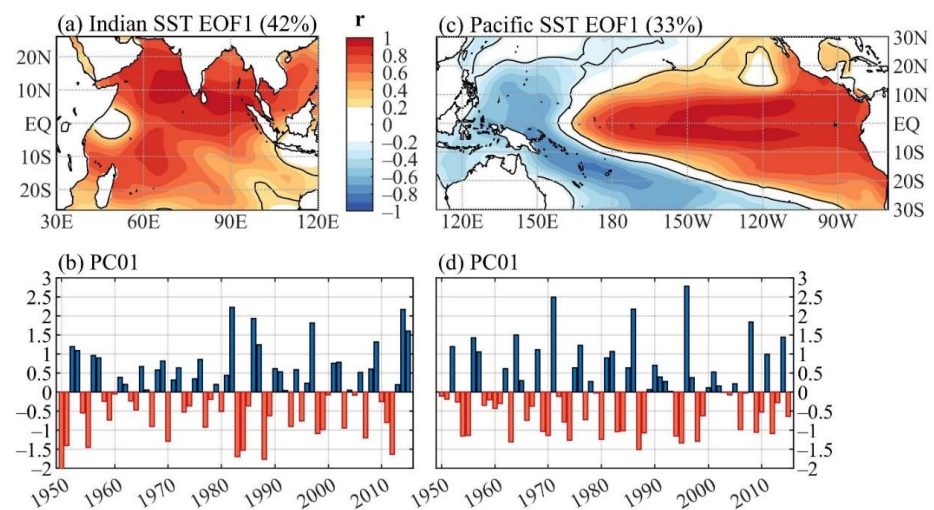 (a) Indian SST EOF1 (42%)
r
(c) Pacific SST EOF1 (33%)
20N
10N
EQ
10S
20S
30E 60E 90E 120E
1
0.8
0.6
0.4
0.2
0
−0.2
−0.4
−0.6
−0.8
−1
30N
20N
10N
EQ
10S
20S
30S
110E 150E 180 150W 120W 90W
(b) PC01
3
2.5
2
1.5
1
0.5
0
−0.5
−1
−1.5
−2
1950 1960 1970 1980 1990 2000 2010
(d) PC01
3
2.5
2
1.5
1
0.5
0
−0.5
−1
−1.5
−2
1950 1960 1970 1980 1990 2000 2010